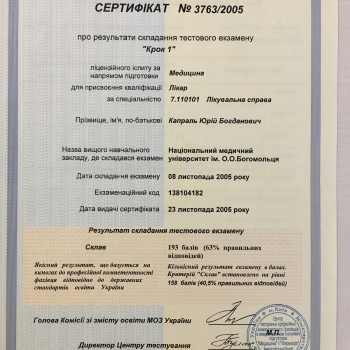 СЕРТИФІКАТ № 3763/2005
про результати складання тестового екзамену
"Крок 1"
ліцензійного іспиту за напрямом підготовки Медицина
для присвоєння кваліфікації Лікар
за спеціальністю 7.110101 Лікувальна справа
Прізвище, ім'я, по-батькові Капраль Юрій Богданович
Назва вищого навчального закладу, де складався екзамен Національний медичний університет ім. О.О.Богомольця
Дата складання екзамену 08 листопада 2005 року
Екзаменаційний код 138104182
Дата видачі сертифіката 23 листопада 2005 року
Результат складання тестового екзамену
Склав 193 балів (63% правильних відповідей)
Якісний результат, що базується на вимогах до професійної компетентності фахівця відповідно до державних стандартів освіти України
Кількісний результат екзамену в балах. Критерій "Склав" встановлено на рівні 158 балів (40,5% правильних відповідей)
Голова Комісії зі змісту освіти МОЗ України
М.П.
Директор Центру тестування